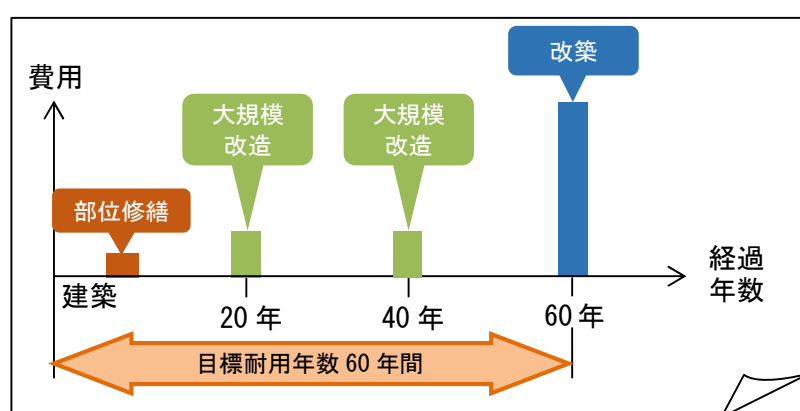 改築
費用
大規模
改造
大規模
改造
部位修繕
経過
年数
建築
20 年
40 年
60 年
目標耐用年数 60 年間